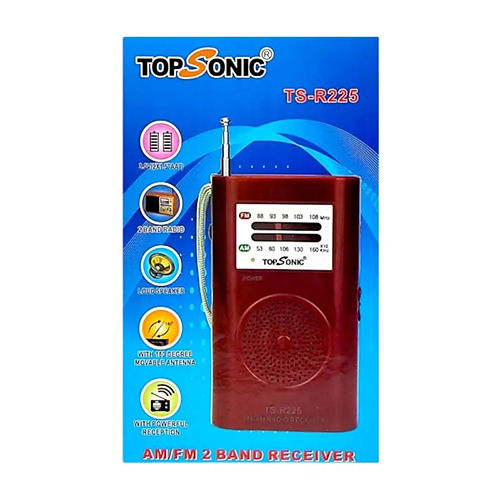 TOPSONIC®
TS-R225
2 BAND RADIO
LOUD SPEAKER
WITH 180 DEGREE
MOVABLE ANTENNA
WITH POWERFUL
RECEPTION
FM 88 93 98 103 108 MHz
AM 53 80 106 130 160 X10 KHz
TOPSONIC
POWER
TS-R225
AM/FM 2 BAND RECEIVER